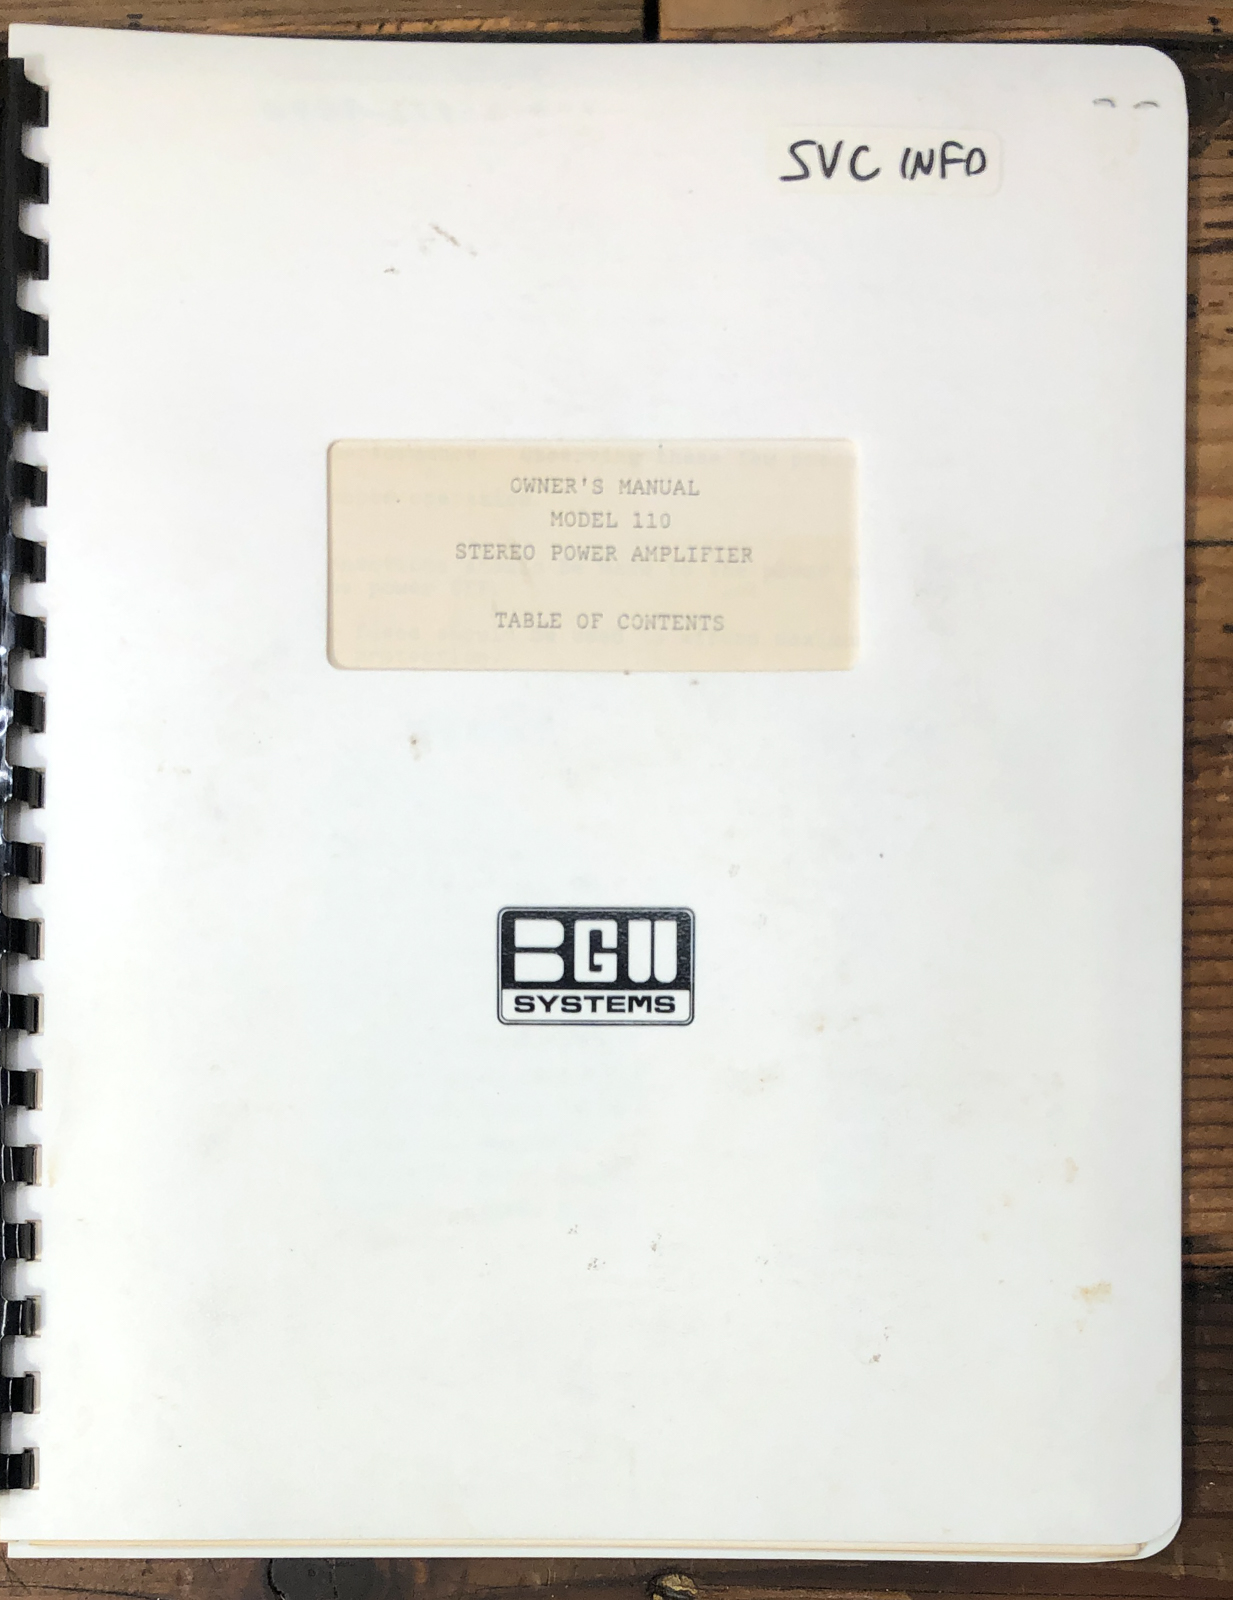 SVC INFO
OWNER'S MANUAL
MODEL 110
STEREO POWER AMPLIFIER
TABLE OF CONTENTS
BGW
SYSTEMS